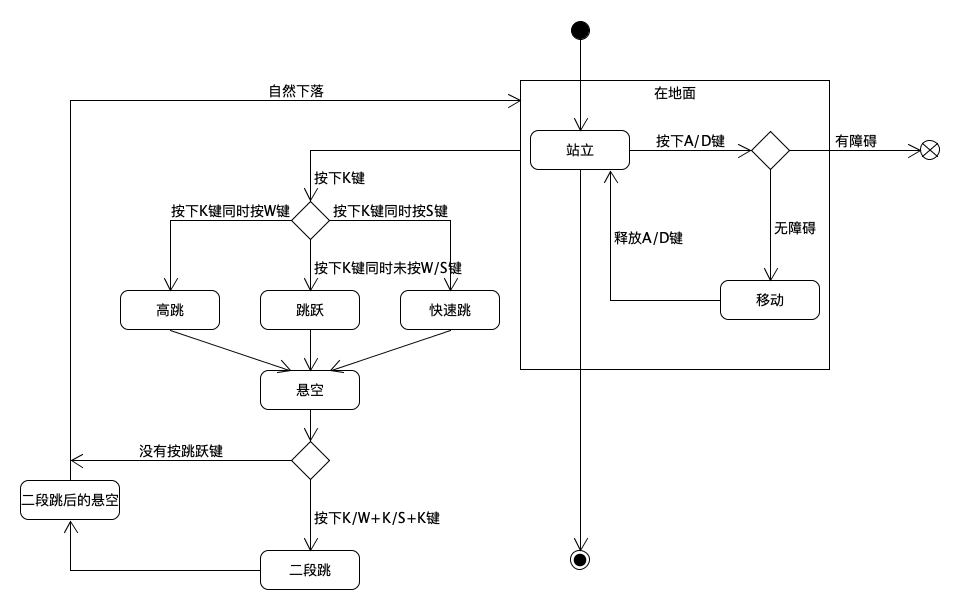 自然下落
在地面
站立
按下A/D键
有障碍
按下K键
按下K键同时按W键
按下K键同时按S键
释放A/D键
无障碍
按下K键同时未按W/S键
高跳
跳跃
快速跳
移动
悬空
没有按跳跃键
二段跳后的悬空
按下K/W+K/S+K键
二段跳